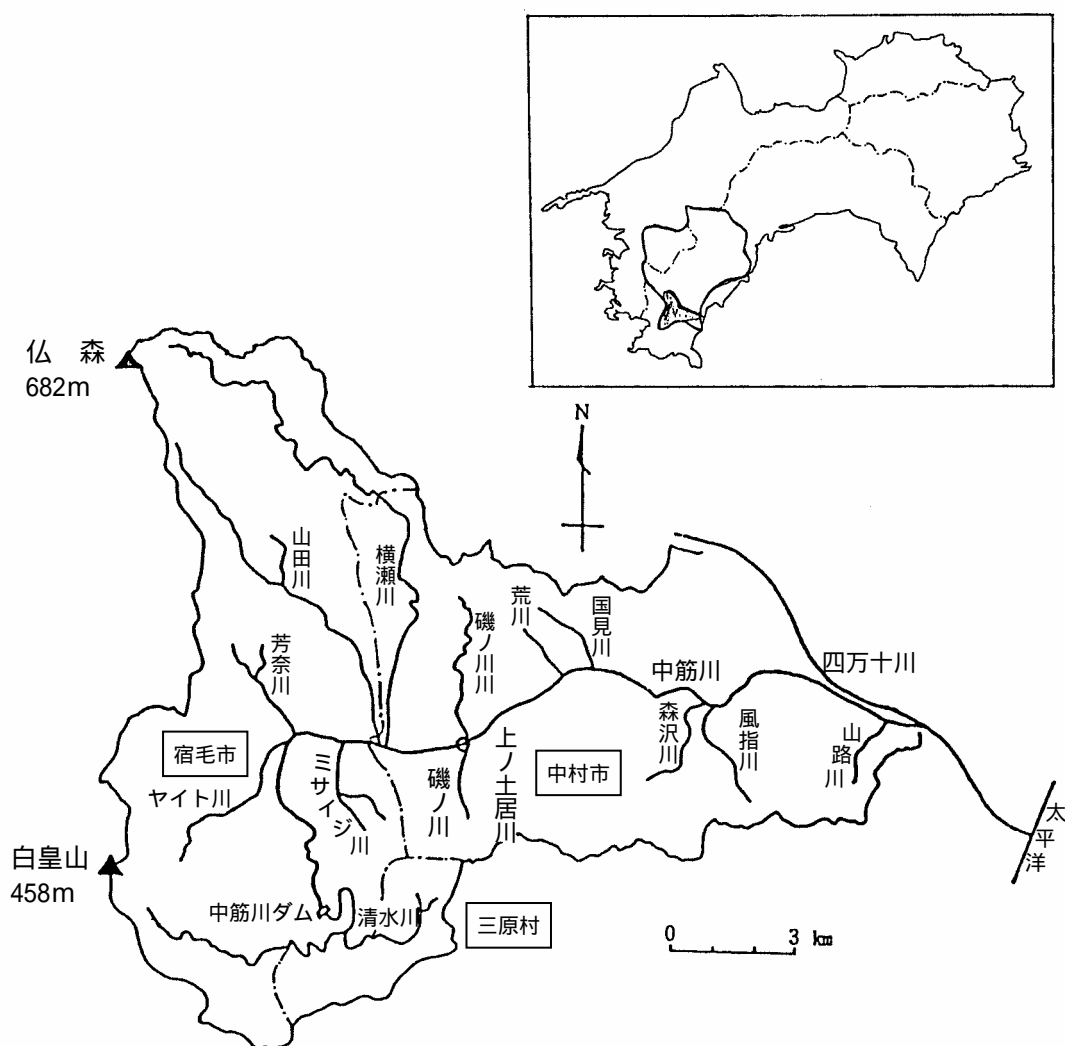 仏 森
682m
N
山田川
横瀬川
芳奈川
磯ノ川川
荒川
国見川
中筋川
四万十川
森沢川
風指川
山路川
宿毛市
ヤイト川
ミサイジ川
磯ノ川
上ノ土居川
中村市
太平洋
白皇山
458m
中筋川ダム
清水川
三原村
0 3 km